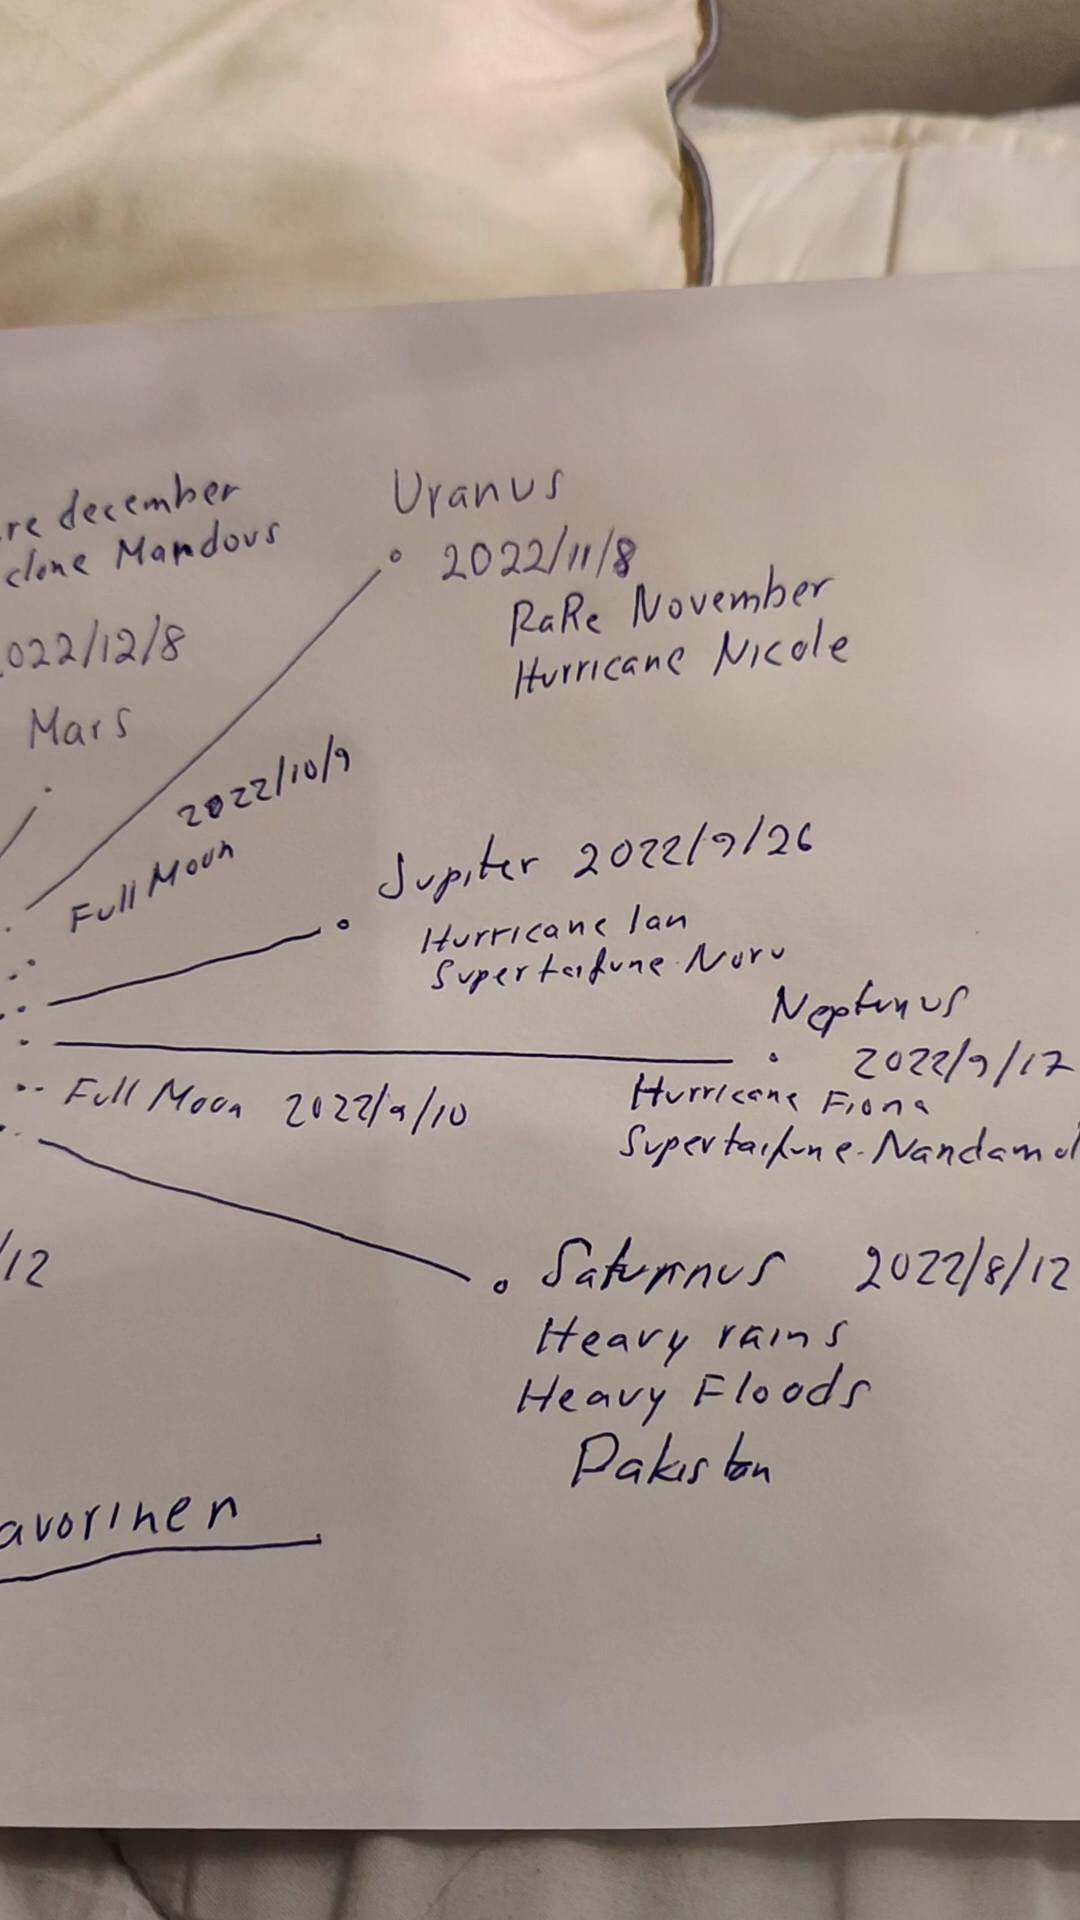 re december
clone Mandous
022/12/8
Mars
Uranus
2022/11/8
RaRe November
Hurricane Nicole
2022/10/9
Full Moon
Jupiter 2022/9/26
Hurricane Ian
Supertaifune Noru
Neptunus
2022/9/17
Hurricane Fiona
Supertaifune-Nandamol
Full Moon 2022/9/10
/12
Saturnus 2022/8/12
Heavy rains
Heavy Floods
Pakistan
avorinen